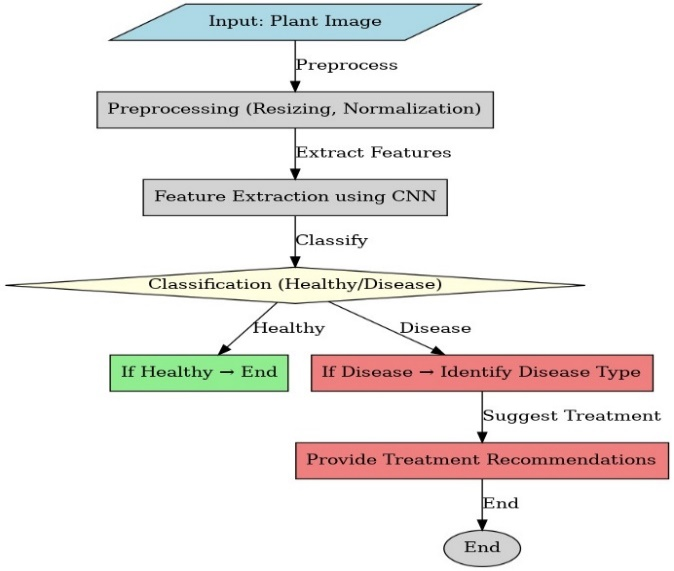 Input: Plant Image
Preprocess
Preprocessing (Resizing, Normalization)
Extract Features
Feature Extraction using CNN
Classify
Classification (Healthy/Disease)
Healthy
Disease
If Healthy → End
If Disease → Identify Disease Type
Suggest Treatment
Provide Treatment Recommendations
End
End